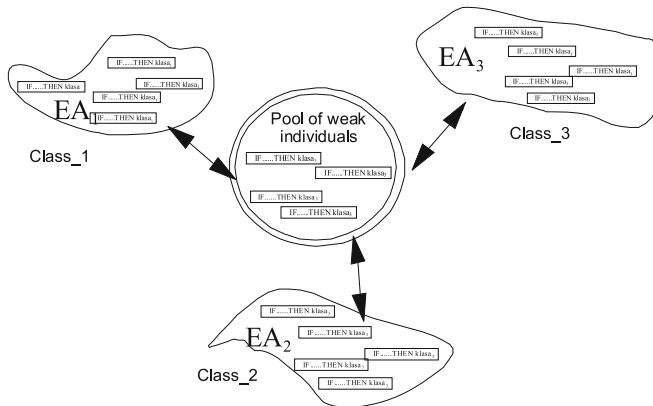 IF......THEN klasa
IF......THEN klasa
IF......THEN klasa
IF......THEN klasa
EA
IF......THEN klasa
Class_1
Pool of weak
individuals
IF......THEN klasa
IF......THEN klasa
IF......THEN klasa
IF......THEN klasa
IF......THEN klasa
IF......THEN klasa
EA₃
IF......THEN klasa
IF......THEN klasa
IF......THEN klasa
Class_3
IF......THEN klasa
IF......THEN klasa
EA₂
IF......THEN klasa
IF......THEN klasa
IF......THEN klasa
Class_2